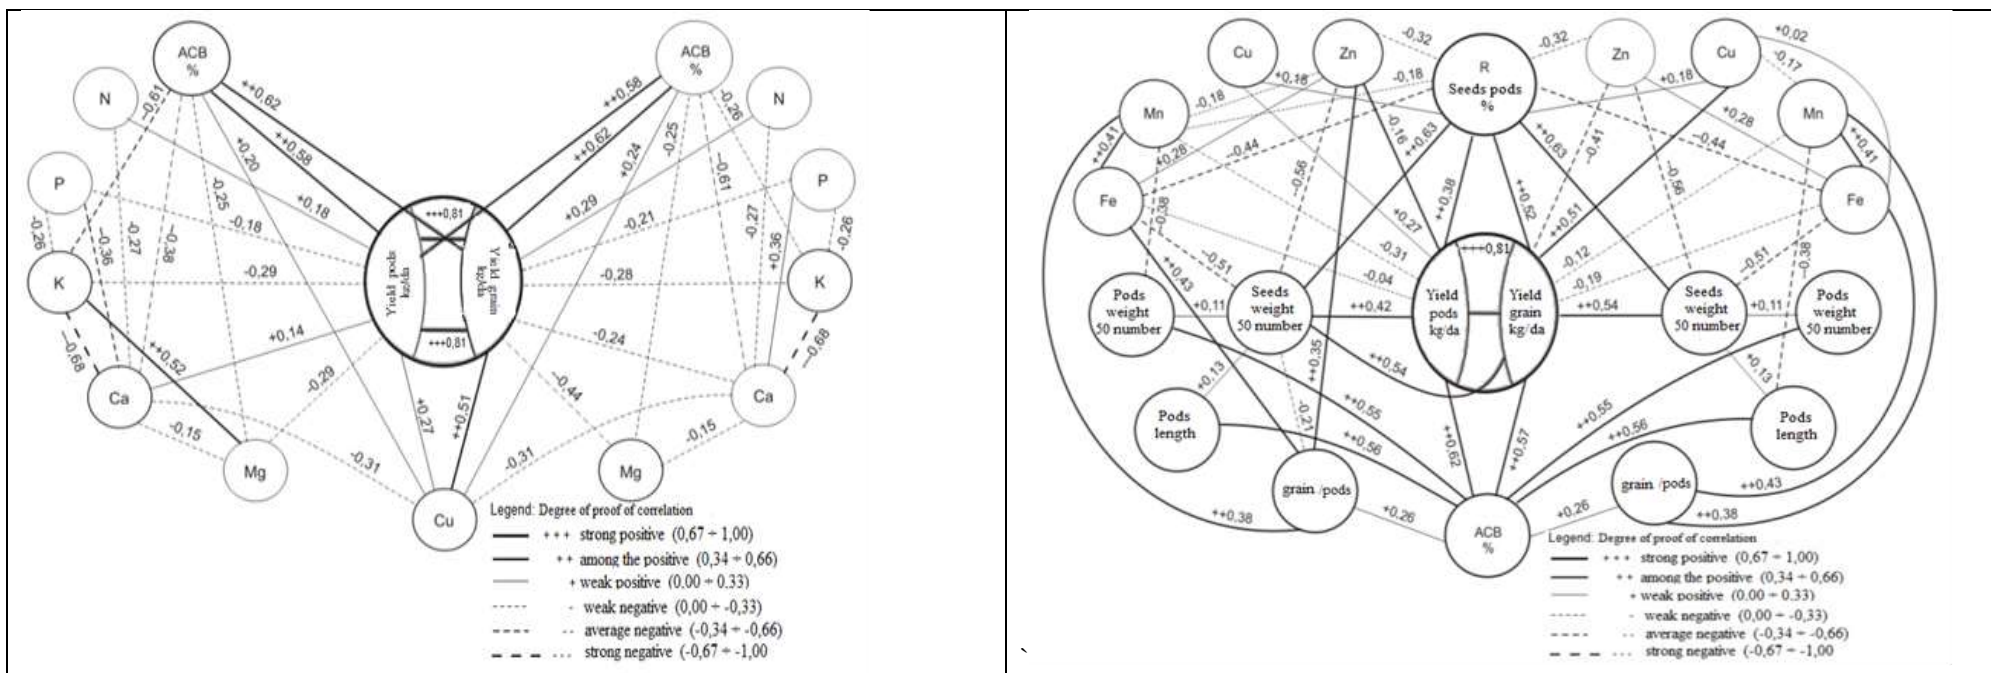 ACB
%
ACB
%
N
N
P
P
K
K
Ca
Ca
Mg
Mg
Cu
Yield pods
kg/da
Yield grain
kg/da
+++0,81
+++0,81
-0,61
++0,62
++0,58
+0,20
+0,18
-0,18
-0,25
-0,38
-0,27
-0,36
-0,26
-0,29
--0,68
++0,52
+0,14
-0,29
-0,15
-0,31
+0,27
++0,51
++0,58
++0,62
+0,24
-0,25
-0,26
--0,61
+0,29
-0,21
-0,27
+0,36
-0,26
-0,28
-0,24
--0,68
--0,44
-0,15
-0,31
Legend: Degree of proof of correlation
+++ strong positive (0,67 ÷ 1,00)
++ among the positive (0,34 ÷ 0,66)
+ weak positive (0,00 ÷ 0,33)
- weak negative (0,00 ÷ -0,33)
-- average negative (-0,34 ÷ -0,66)
--- strong negative (-0,67 ÷ -1,00
Cu
Zn
R
Seeds pods
%
Zn
Cu
Mn
Mn
Fe
Fe
Pods
weight
50 number
Seeds
weight
50 number
Yield
pods
kg/da
Yield
grain
kg/da
Seeds
weight
50 number
Pods
weight
50 number
Pods
length
Pods
length
grain /pods
grain /pods
ACB
%
+++0,81
-0,32
-0,32
+0,02
-0,17
+0,18
-0,18
-0,18
+0,18
++0,41
+0,28
--0,44
-0,16
++0,63
++0,63
--0,41
+0,28
--0,44
++0,41
--0,56
--0,56
--0,38
++0,38
++0,52
++0,51
+0,27
-0,31
-0,04
-0,12
-0,19
--0,51
--0,51
--0,38
++0,43
+0,11
++0,42
++0,54
+0,11
++0,54
++0,35
+0,13
+0,13
-0,21
++0,55
++0,55
++0,56
++0,56
++0,62
++0,57
+0,26
+0,26
++0,43
++0,38
++0,38
Legend: Degree of proof of correlation
+++ strong positive (0,67 ÷ 1,00)
++ among the positive (0,34 ÷ 0,66)
+ weak positive (0,00 ÷ 0,33)
- weak negative (0,00 ÷ -0,33)
-- average negative (-0,34 ÷ -0,66)
--- strong negative (-0,67 ÷ -1,00
`